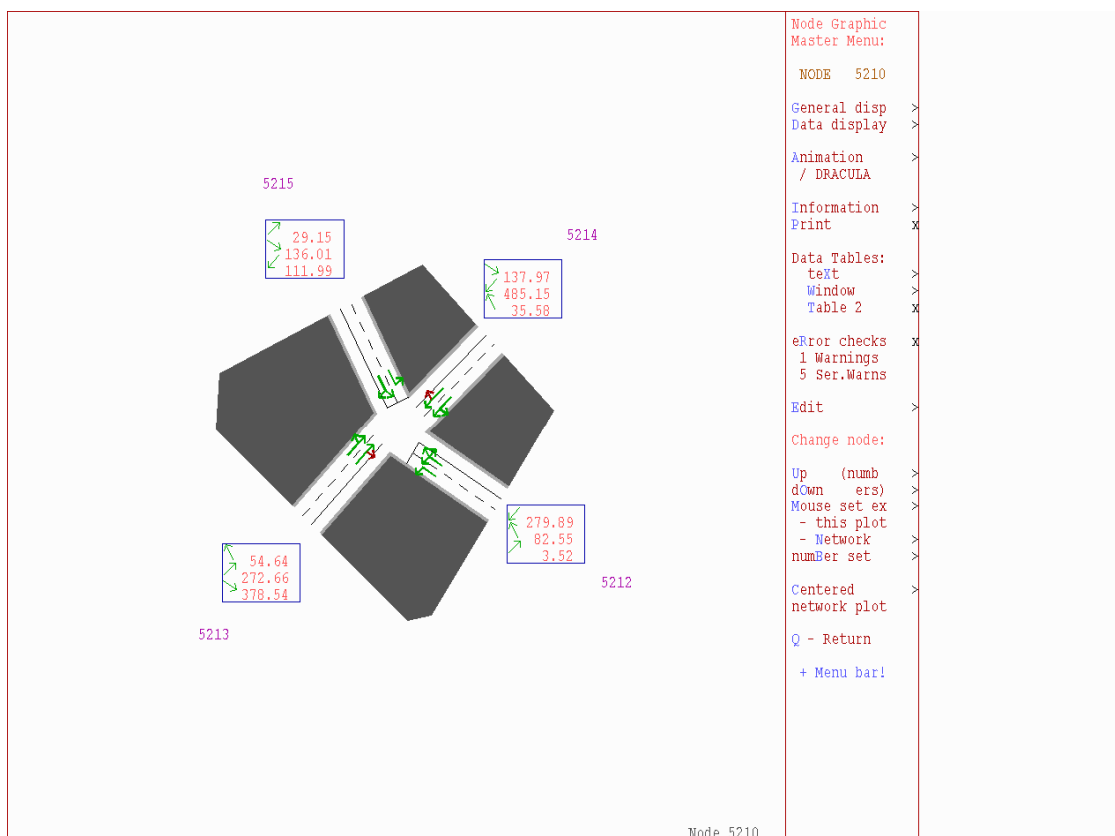 5215
29.15
136.01
111.99
5214
137.97
485.15
35.58
279.89
82.55
3.52
5212
54.64
272.66
378.54
5213
Node 5210
Node Graphic
Master Menu:
NODE 5210
General disp >
Data display >
Animation >
/ DRACULA
Information >
Print x
Data Tables:
teXt >
Window >
Table 2 x
eRror checks x
1 Warnings
5 Ser.Warns
Edit >
Change node:
Up (numb >
dOwn ers) >
Mouse set ex >
- this plot
- Network >
numBer set >
Centered >
network plot
Q - Return
+ Menu bar!